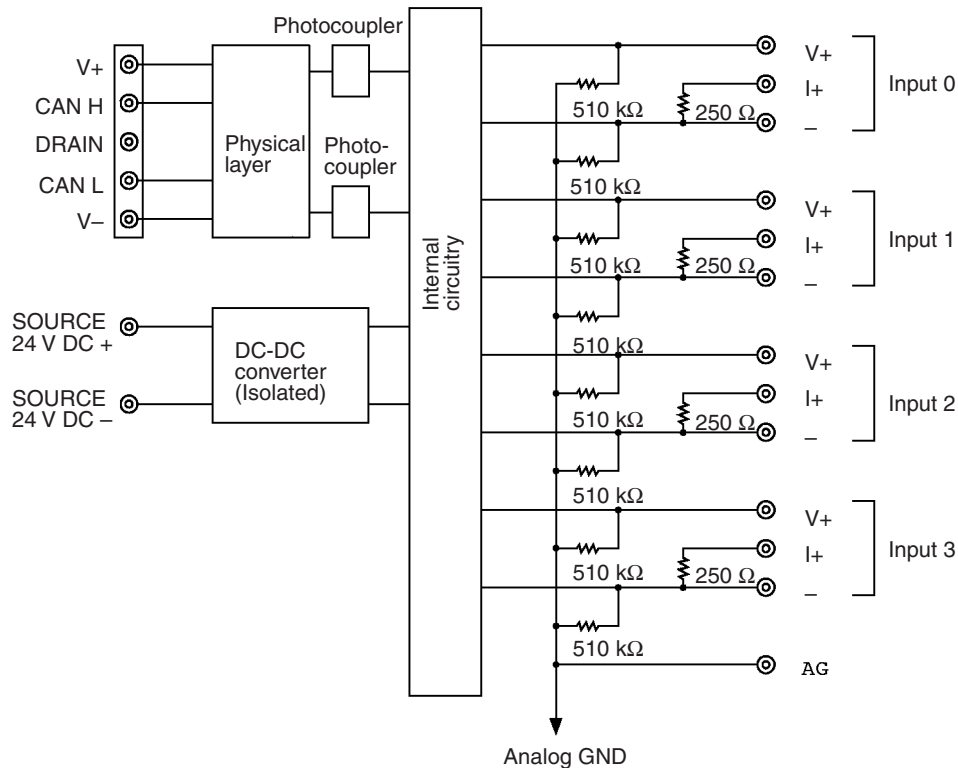 Photocoupler
V+
CAN H
DRAIN
CAN L
V–
Physical
layer
Photo-
coupler
SOURCE
24 V DC +
SOURCE
24 V DC –
DC-DC
converter
(Isolated)
Internal
circuitry
510 kΩ
250 Ω
V+
I+
–
Input 0
510 kΩ
510 kΩ
250 Ω
V+
I+
–
Input 1
510 kΩ
510 kΩ
250 Ω
V+
I+
–
Input 2
510 kΩ
510 kΩ
250 Ω
V+
I+
–
Input 3
510 kΩ
AG
Analog GND